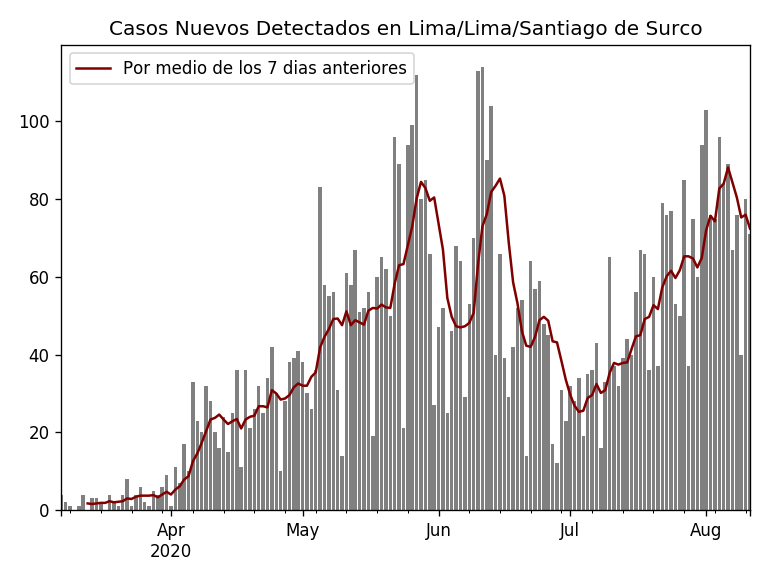 Casos Nuevos Detectados en Lima/Lima/Santiago de Surco
Por medio de los 7 dias anteriores
100
80
60
40
20
0
Apr
2020
May
Jun
Jul
Aug